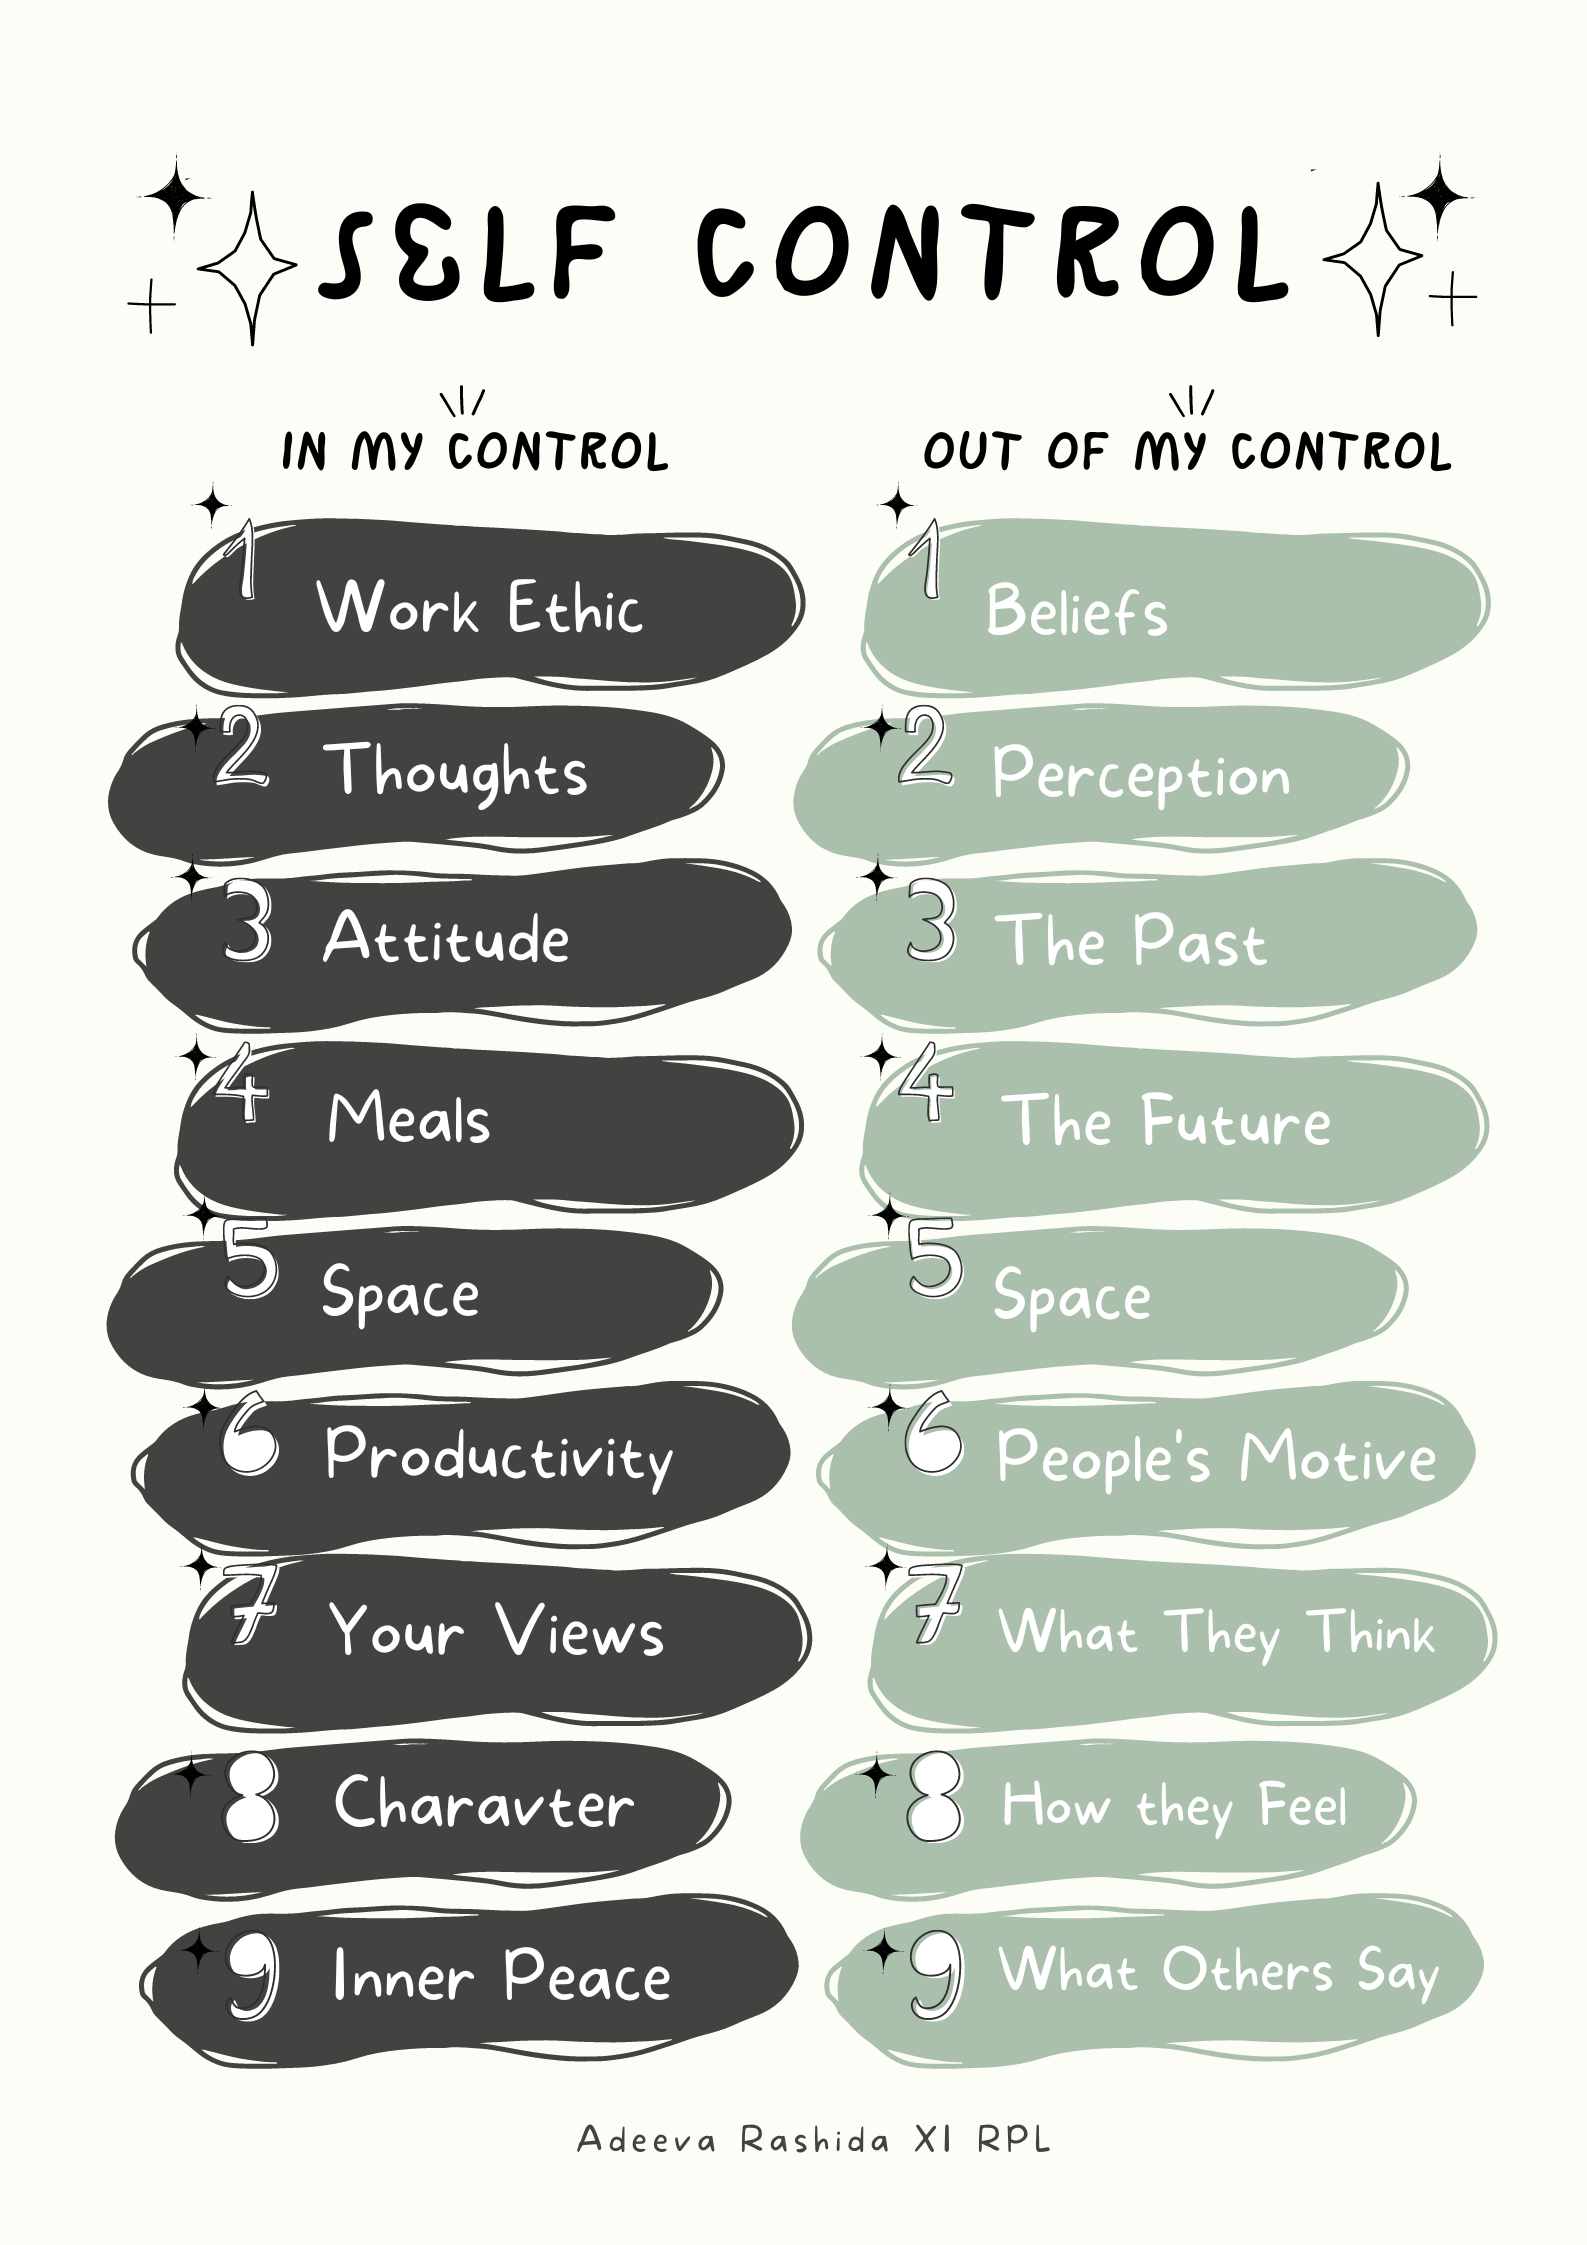 SELF CONTROL
IN MY CONTROL
1 Work Ethic
2 Thoughts
3 Attitude
4 Meals
5 Space
6 Productivity
7 Your Views
8 Charavter
9 Inner Peace
OUT OF MY CONTROL
1 Beliefs
2 Perception
3 The Past
4 The Future
5 Space
6 People's Motive
7 What They Think
8 How they Feel
9 What Others Say
Adeeva Rashida XI RPL